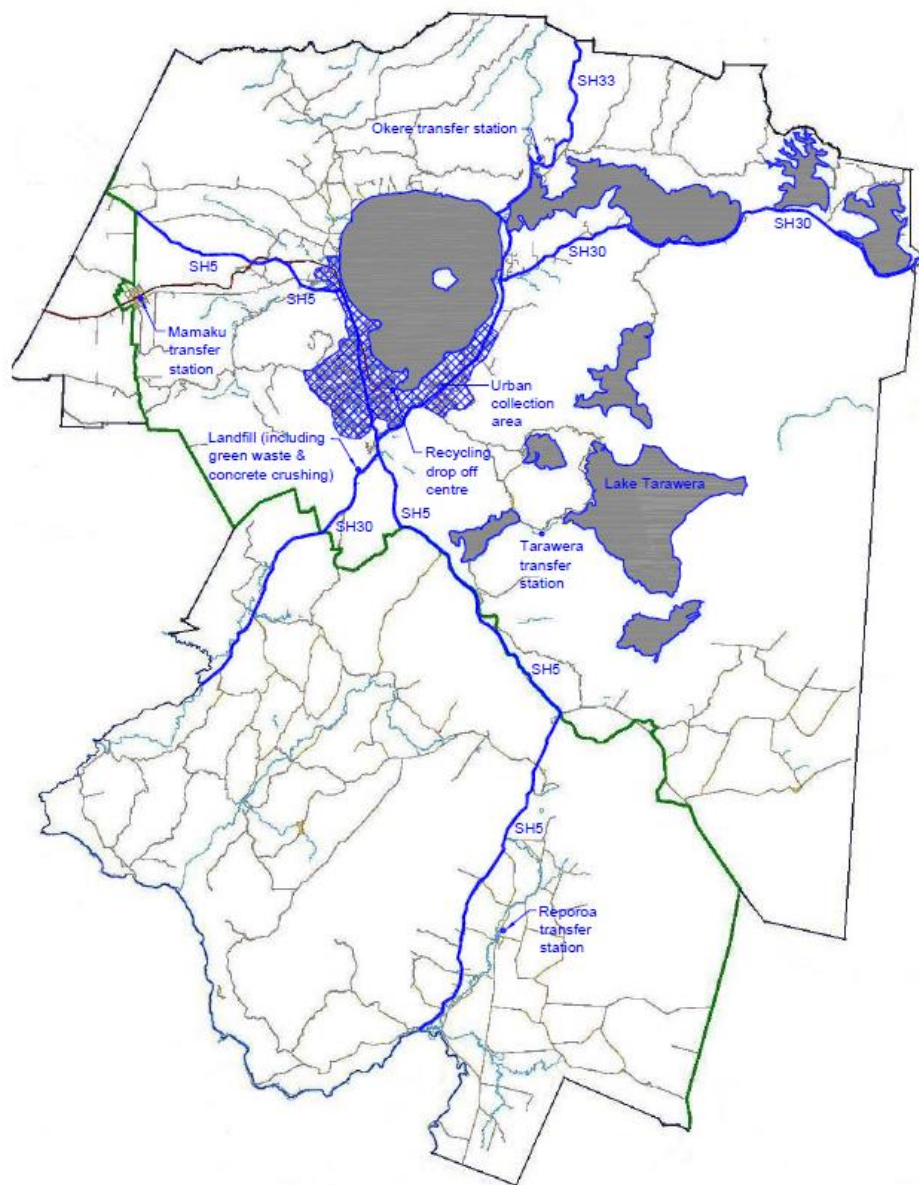 SH33
Okere transfer station
SH30
SH30
SH5
SH5
Mamaku
transfer
station
Urban
collection
area
Landfill (including
green waste &
concrete crushing)
Recycling
drop off
centre
Lake Tarawera
SH30
SH5
Tarawera
transfer
station
SH5
SH5
Reporoa
transfer
station